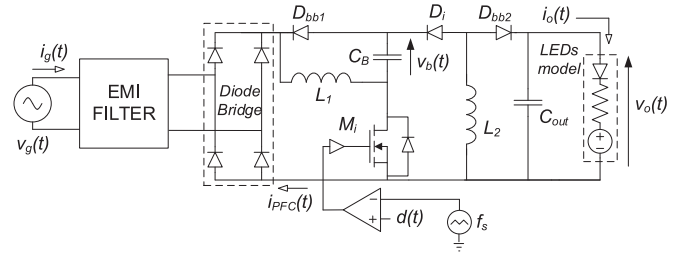 D_bb1 D_i D_bb2 i_o(t)
i_g(t) C_B v_b(t) LEDs
model
EMI
FILTER
Diode
Bridge
L_1 v_o(t)
M_i L_2 C_out
v_g(t)
i_PFC(t)
− f_s
+ d(t)